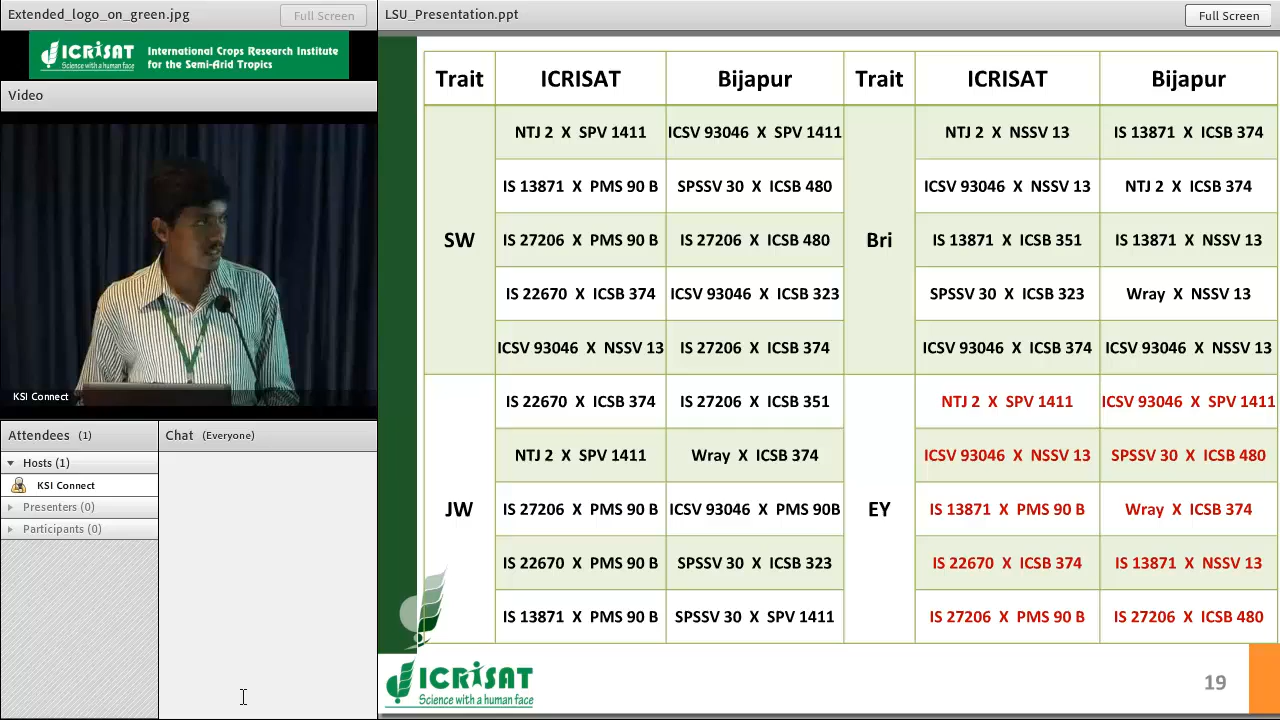 Extended_logo_on_green.jpg
Full Screen
LSU_Presentation.ppt
Full Screen
ICRISAT
Science with a human face
International Crops Research Institute
for the Semi-Arid Tropics
Video
KSI Connect
Attendees (1)
Chat (Everyone)
Hosts (1)
KSI Connect
Presenters (0)
Participants (0)
Trait ICRISAT Bijapur Trait ICRISAT Bijapur
NTJ 2 X SPV 1411 ICSV 93046 X SPV 1411 NTJ 2 X NSSV 13 IS 13871 X ICSB 374
IS 13871 X PMS 90 B SPSSV 30 X ICSB 480 ICSV 93046 X NSSV 13 NTJ 2 X ICSB 374
SW IS 27206 X PMS 90 B IS 27206 X ICSB 480 Bri IS 13871 X ICSB 351 IS 13871 X NSSV 13
IS 22670 X ICSB 374 ICSV 93046 X ICSB 323 SPSSV 30 X ICSB 323 Wray X NSSV 13
ICSV 93046 X NSSV 13 IS 27206 X ICSB 374 ICSV 93046 X ICSB 374 ICSV 93046 X NSSV 13
IS 22670 X ICSB 374 IS 27206 X ICSB 351 NTJ 2 X SPV 1411 ICSV 93046 X SPV 1411
NTJ 2 X SPV 1411 Wray X ICSB 374 ICSV 93046 X NSSV 13 SPSSV 30 X ICSB 480
JW IS 27206 X PMS 90 B ICSV 93046 X PMS 90B EY IS 13871 X PMS 90 B Wray X ICSB 374
IS 22670 X PMS 90 B SPSSV 30 X ICSB 323 IS 22670 X ICSB 374 IS 13871 X NSSV 13
IS 13871 X PMS 90 B SPSSV 30 X SPV 1411 IS 27206 X PMS 90 B IS 27206 X ICSB 480
ICRISAT
Science with a human face
19